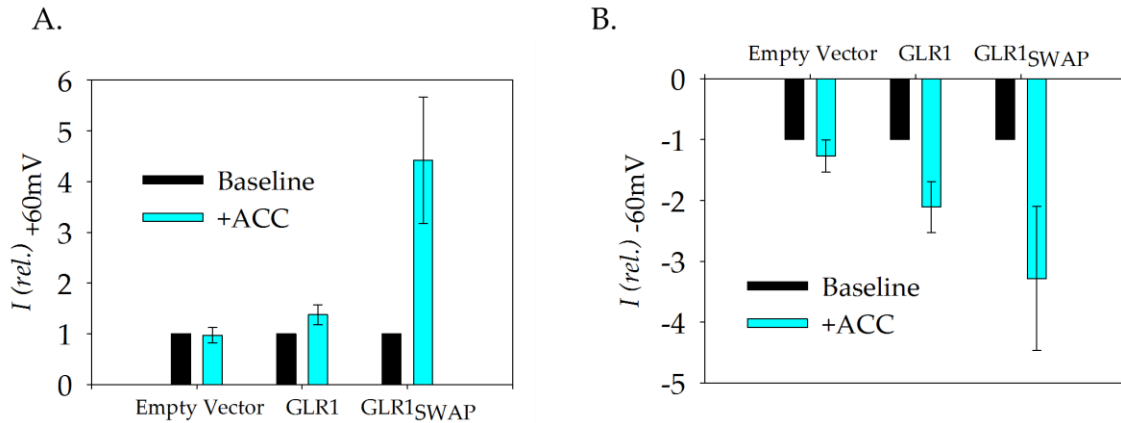 A.
I (rel.) +60mV
6
5
4
3
2
1
0
Baseline
+ACC
Empty Vector GLR1 GLR1SWAP
B.
Empty Vector GLR1 GLR1SWAP
I (rel.) -60mV
0
-1
-2
-3
-4
-5
Baseline
+ACC